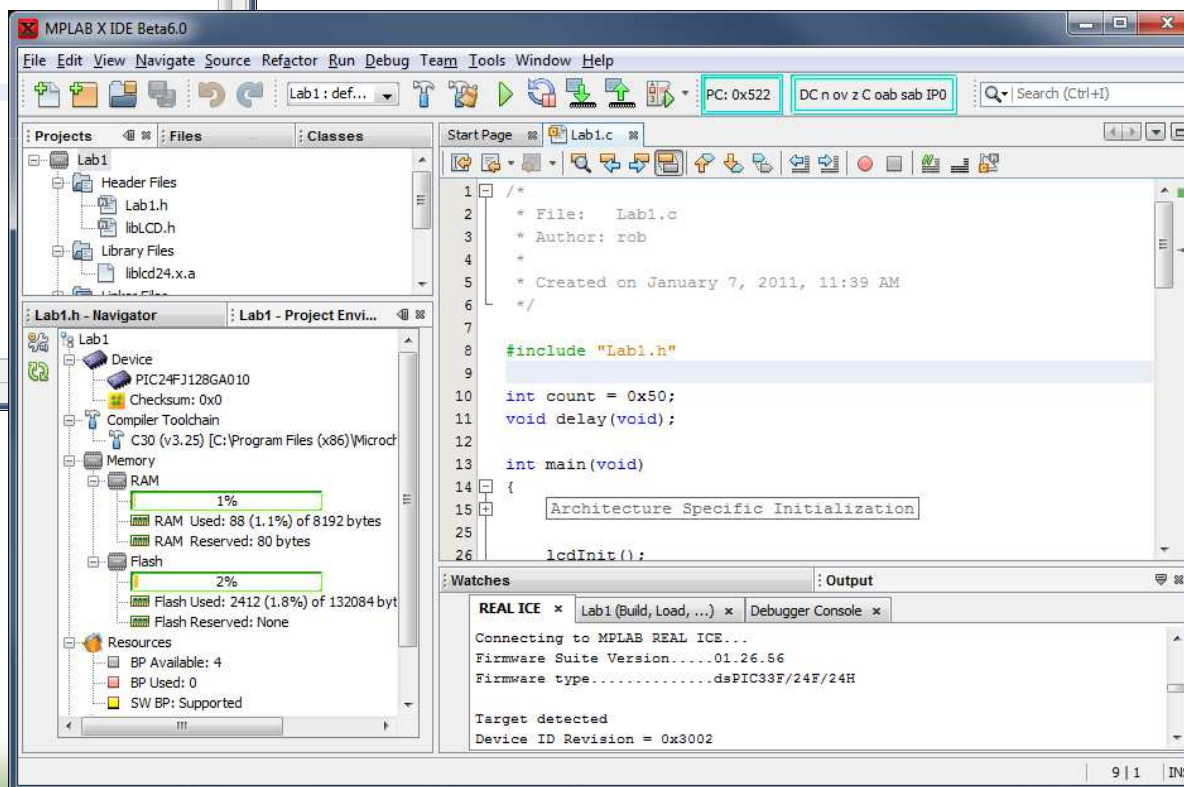 MPLAB X IDE Beta6.0
File Edit View Navigate Source Refactor Run Debug Team Tools Window Help
Lab1 : def... PC: 0x522 DC n ov z C oab sab IP0 Search (Ctrl+I)
Projects Files Classes
Lab1
Header Files
Lab1.h
libLCD.h
Library Files
liblcd24.x.a
Linker Files
Lab1.h - Navigator Lab1 - Project Envi...
Lab1
Device
PIC24FJ128GA010
Checksum: 0x0
Compiler Toolchain
C30 (v3.25) [C:\Program Files (x86)\Microch
Memory
RAM
1%
RAM Used: 88 (1.1%) of 8192 bytes
RAM Reserved: 80 bytes
Flash
2%
Flash Used: 2412 (1.8%) of 132084 byt
Flash Reserved: None
Resources
BP Available: 4
BP Used: 0
SW BP: Supported
Start Page Lab1.c
1 /*
2 * File: Lab1.c
3 * Author: rob
4 *
5 * Created on January 7, 2011, 11:39 AM
6 */
7
8 #include "Lab1.h"
9
10 int count = 0x50;
11 void delay(void);
12
13 int main(void)
14 {
15 Architecture Specific Initialization
25
26 lcdInit();
Watches Output
REAL ICE Lab1 (Build, Load, ...) Debugger Console
Connecting to MPLAB REAL ICE...
Firmware Suite Version.....01.26.56
Firmware type..............dsPIC33F/24F/24H
Target detected
Device ID Revision = 0x3002
9 | 1 INS